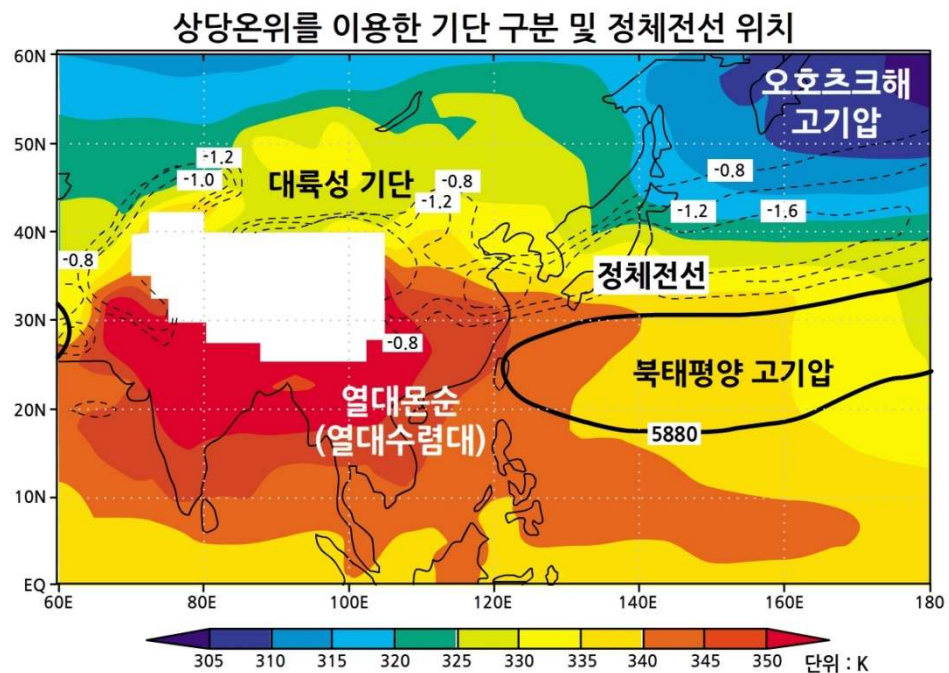 상당온위를 이용한 기단 구분 및 정체전선 위치
60N
50N
40N
30N
20N
10N
EQ
60E
80E
100E
120E
140E
160E
180
오호츠크해
고기압
-1.2
-1.0
대륙성 기단
-0.8
-1.2
-0.8
-1.2
-1.6
-0.8
정체전선
-0.8
북태평양 고기압
열대몬순
(열대수렴대)
5880
305 310 315 320 325 330 335 340 345 350 단위 : K